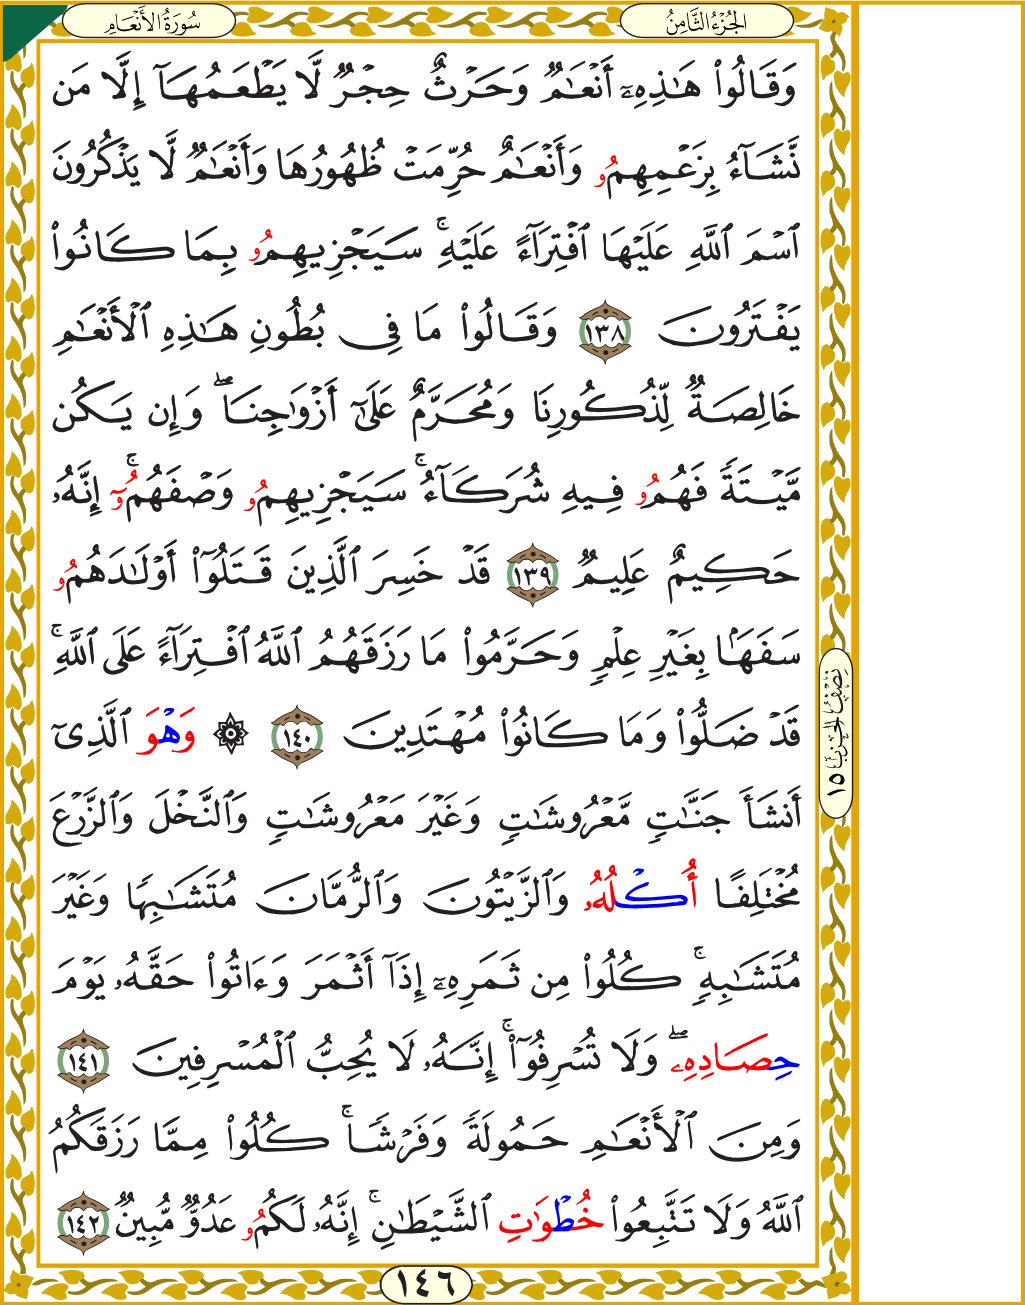 سُورَةُ الأَنْعَامِ
الجُزْءُ الثَّامِنُ
وَقَالُوا۟ هَـٰذِهِۦٓ أَنْعَـٰمٌ وَحَرْثٌ حِجْرٌ لَّا يَطْعَمُهَآ إِلَّا مَن
نَّشَآءُ بِزَعْمِهِمُۥ وَأَنْعَـٰمٌ حُرِّمَتْ ظُهُورُهَا وَأَنْعَـٰمٌ لَّا يَذْكُرُونَ
ٱسْمَ ٱللَّهِ عَلَيْهَا ٱفْتِرَآءً عَلَيْهِ ۚ سَيَجْزِيهِمُۥ بِمَا كَانُوا۟
يَفْتَرُونَ ١٣٨ وَقَالُوا۟ مَا فِى بُطُونِ هَـٰذِهِ ٱلْأَنْعَـٰمِ
خَالِصَةٌ لِّذُكُورِنَا وَمُحَرَّمٌ عَلَىٰٓ أَزْوَٰجِنَا ۖ وَإِن يَكُن
مَّيْتَةً فَهُمُۥ فِيهِ شُرَكَآءُ ۚ سَيَجْزِيهِمُۥ وَصْفَهُمُۥٓ ۚ إِنَّهُۥ
حَكِيمٌ عَلِيمٌ ١٣٩ قَدْ خَسِرَ ٱلَّذِينَ قَتَلُوٓا۟ أَوْلَـٰدَهُمُۥ
سَفَهًۢا بِغَيْرِ عِلْمٍ وَحَرَّمُوا۟ مَا رَزَقَهُمُ ٱللَّهُ ٱفْتِرَآءً عَلَى ٱللَّهِ ۚ
قَدْ ضَلُّوا۟ وَمَا كَانُوا۟ مُهْتَدِينَ ١٤٠ ۞ وَهْوَ ٱلَّذِىٓ
أَنشَأَ جَنَّـٰتٍ مَّعْرُوشَـٰتٍ وَغَيْرَ مَعْرُوشَـٰتٍ وَٱلنَّخْلَ وَٱلزَّرْعَ
مُخْتَلِفًا أُكْلُهُۥ وَٱلزَّيْتُونَ وَٱلرُّمَّانَ مُتَشَـٰبِهًا وَغَيْرَ
مُتَشَـٰبِهٍ ۚ كُلُوا۟ مِن ثَمَرِهِۦٓ إِذَآ أَثْمَرَ وَءَاتُوا۟ حَقَّهُۥ يَوْمَ
حِصَادِهِۦ ۖ وَلَا تُسْرِفُوٓا۟ ۚ إِنَّهُۥ لَا يُحِبُّ ٱلْمُسْرِفِينَ ١٤١
وَمِنَ ٱلْأَنْعَـٰمِ حَمُولَةً وَفَرْشًا ۚ كُلُوا۟ مِمَّا رَزَقَكُمُ
ٱللَّهُ وَلَا تَتَّبِعُوا۟ خُطْوَٰتِ ٱلشَّيْطَـٰنِ ۚ إِنَّهُۥ لَكُمُۥ عَدُوٌّ مُّبِينٌ ١٤٢
نِصْفُ الحِزْبِ ١٥
١٤٦